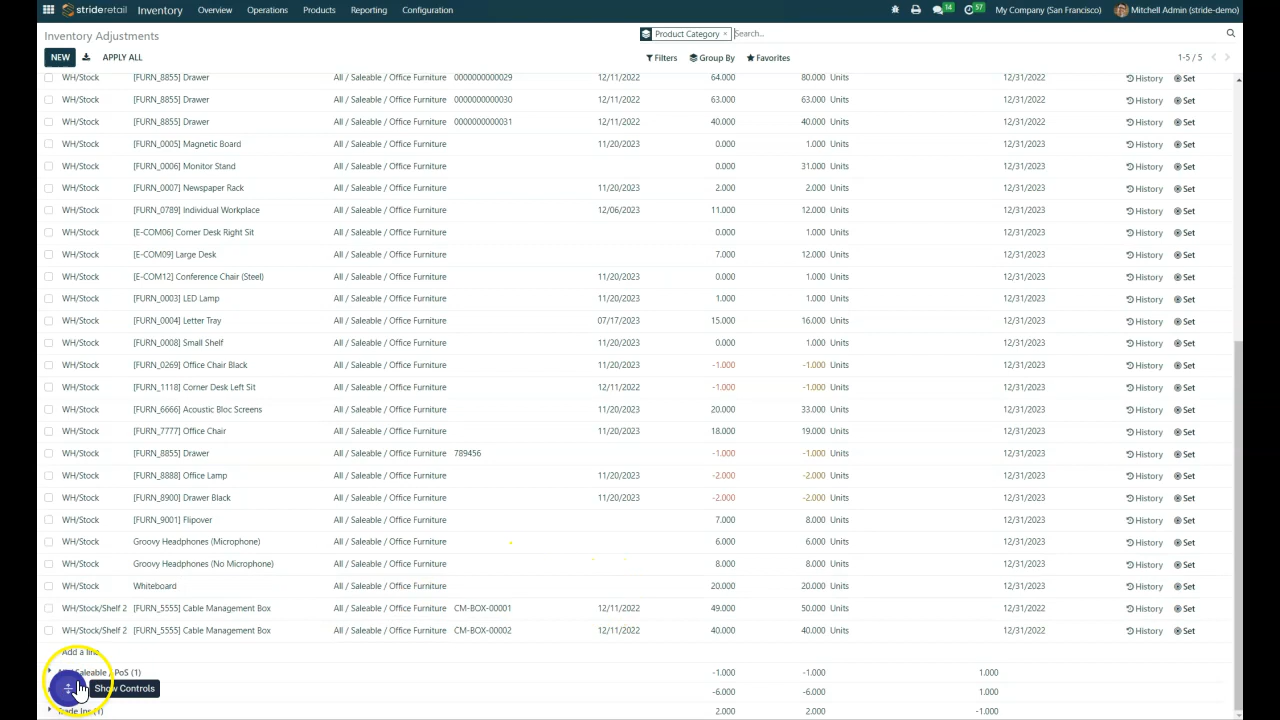 strideretail Inventory Overview Operations Products Reporting Configuration 14 57 My Company (San Francisco) Mitchell Admin (stride-demo)
Inventory Adjustments Product Category × Search...
NEW APPLY ALL Filters Group By Favorites 1-5 / 5
WH/Stock [FURN_8855] Drawer All / Saleable / Office Furniture 0000000000029 12/11/2022 64.000 80.000 Units 12/31/2022 History Set
WH/Stock [FURN_8855] Drawer All / Saleable / Office Furniture 0000000000030 12/11/2022 63.000 63.000 Units 12/31/2022 History Set
WH/Stock [FURN_8855] Drawer All / Saleable / Office Furniture 0000000000031 12/11/2022 40.000 40.000 Units 12/31/2022 History Set
WH/Stock [FURN_0005] Magnetic Board All / Saleable / Office Furniture 11/20/2023 0.000 1.000 Units 12/31/2023 History Set
WH/Stock [FURN_0006] Monitor Stand All / Saleable / Office Furniture 0.000 31.000 Units 12/31/2023 History Set
WH/Stock [FURN_0007] Newspaper Rack All / Saleable / Office Furniture 11/20/2023 2.000 2.000 Units 12/31/2023 History Set
WH/Stock [FURN_0789] Individual Workplace All / Saleable / Office Furniture 12/06/2023 11.000 12.000 Units 12/31/2023 History Set
WH/Stock [E-COM06] Corner Desk Right Sit All / Saleable / Office Furniture 0.000 1.000 Units 12/31/2023 History Set
WH/Stock [E-COM09] Large Desk All / Saleable / Office Furniture 7.000 12.000 Units 12/31/2023 History Set
WH/Stock [E-COM12] Conference Chair (Steel) All / Saleable / Office Furniture 11/20/2023 0.000 1.000 Units 12/31/2023 History Set
WH/Stock [FURN_0003] LED Lamp All / Saleable / Office Furniture 11/20/2023 1.000 1.000 Units 12/31/2023 History Set
WH/Stock [FURN_0004] Letter Tray All / Saleable / Office Furniture 07/17/2023 15.000 16.000 Units 12/31/2023 History Set
WH/Stock [FURN_0008] Small Shelf All / Saleable / Office Furniture 11/20/2023 0.000 1.000 Units 12/31/2023 History Set
WH/Stock [FURN_0269] Office Chair Black All / Saleable / Office Furniture 11/20/2023 -1.000 -1.000 Units 12/31/2023 History Set
WH/Stock [FURN_1118] Corner Desk Left Sit All / Saleable / Office Furniture 12/11/2022 -1.000 -1.000 Units 12/31/2023 History Set
WH/Stock [FURN_6666] Acoustic Bloc Screens All / Saleable / Office Furniture 11/20/2023 20.000 33.000 Units 12/31/2023 History Set
WH/Stock [FURN_7777] Office Chair All / Saleable / Office Furniture 11/20/2023 18.000 19.000 Units 12/31/2023 History Set
WH/Stock [FURN_8855] Drawer All / Saleable / Office Furniture 789456 -1.000 -1.000 Units 12/31/2023 History Set
WH/Stock [FURN_8888] Office Lamp All / Saleable / Office Furniture 11/20/2023 -2.000 -2.000 Units 12/31/2023 History Set
WH/Stock [FURN_8900] Drawer Black All / Saleable / Office Furniture 11/20/2023 -2.000 -2.000 Units 12/31/2023 History Set
WH/Stock [FURN_9001] Flipover All / Saleable / Office Furniture 7.000 8.000 Units 12/31/2023 History Set
WH/Stock Groovy Headphones (Microphone) All / Saleable / Office Furniture 6.000 6.000 Units 12/31/2023 History Set
WH/Stock Groovy Headphones (No Microphone) All / Saleable / Office Furniture 8.000 8.000 Units 12/31/2023 History Set
WH/Stock Whiteboard All / Saleable / Office Furniture 20.000 20.000 Units 12/31/2023 History Set
WH/Stock/Shelf 2 [FURN_5555] Cable Management Box All / Saleable / Office Furniture CM-BOX-00001 12/11/2022 49.000 50.000 Units 12/31/2022 History Set
WH/Stock/Shelf 2 [FURN_5555] Cable Management Box All / Saleable / Office Furniture CM-BOX-00002 12/11/2022 40.000 40.000 Units 12/31/2023 History Set
Add a line
Saleable / PoS (1) -1.000 -1.000 1.000
Show Controls -6.000 -6.000 1.000
Trade Ins (1) 2.000 2.000 -1.000